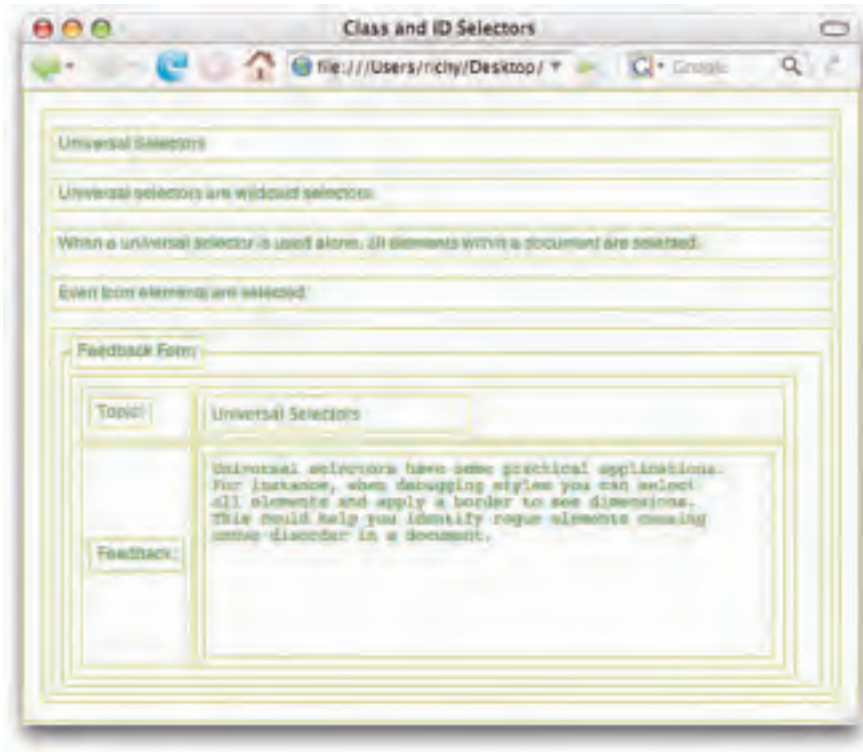 Class and ID Selectors
file:///Users/richy/Desktop/
Google
Universal Selectors
Universal selectors are wildcard selectors.
When a universal selector is used alone, all elements within a document are selected.
Even form elements are selected.
Feedback Form
Topic:
Universal Selectors
Universal selectors have some practical applications.
For instance, when debugging styles you can select
all elements and apply a border to see dimensions.
This could help you identify rogue elements causing
undue disorder in a document.
Feedback: